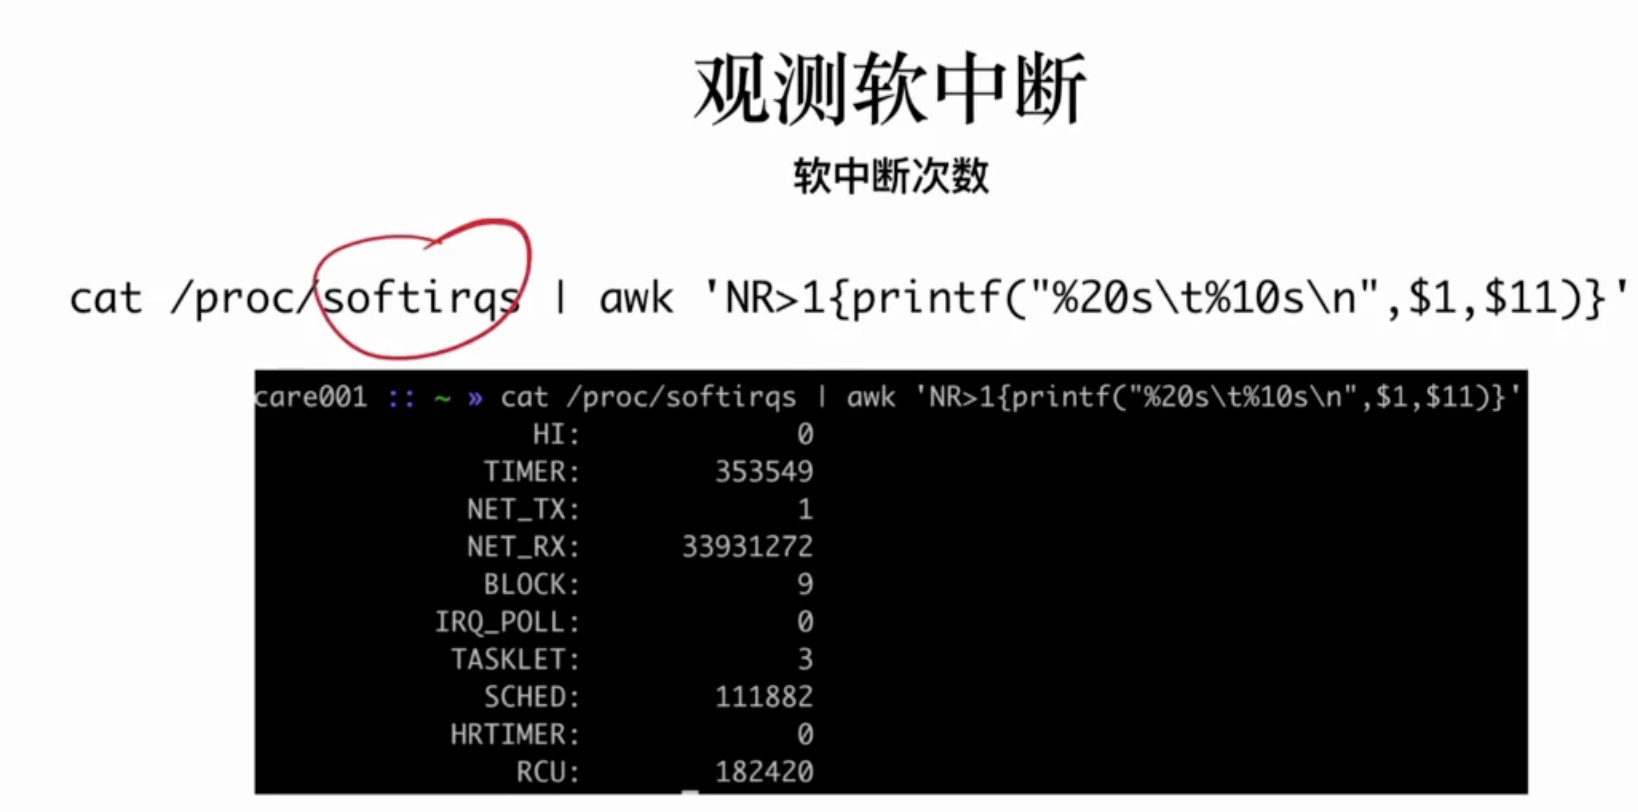 观测软中断
软中断次数
cat /proc/softirqs | awk 'NR>1{printf("%20s\t%10s\n",$1,$11)}'
care001 :: ~ » cat /proc/softirqs | awk 'NR>1{printf("%20s\t%10s\n",$1,$11)}'
HI: 0
TIMER: 353549
NET_TX: 1
NET_RX: 33931272
BLOCK: 9
IRQ_POLL: 0
TASKLET: 3
SCHED: 111882
HRTIMER: 0
RCU: 182420